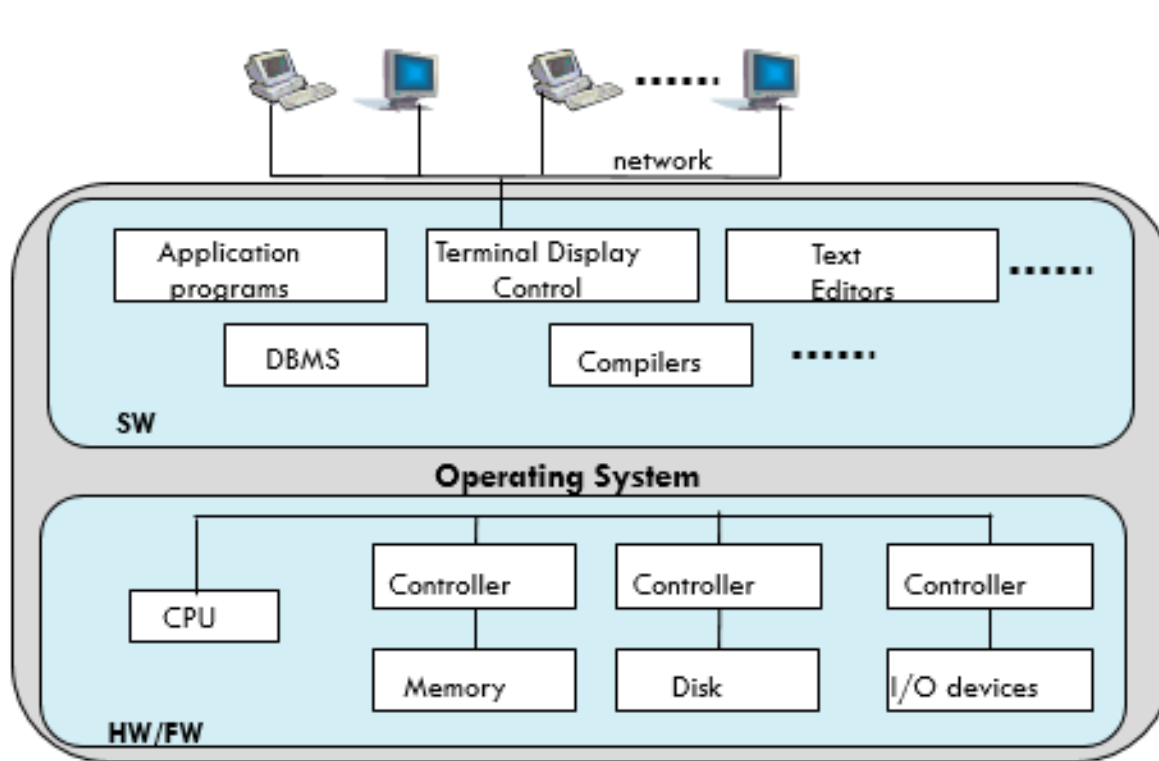 network
Application
programs
Terminal Display
Control
Text
Editors
DBMS
Compilers
SW
Operating System
Controller
Controller
Controller
CPU
Memory
Disk
I/O devices
HW/FW